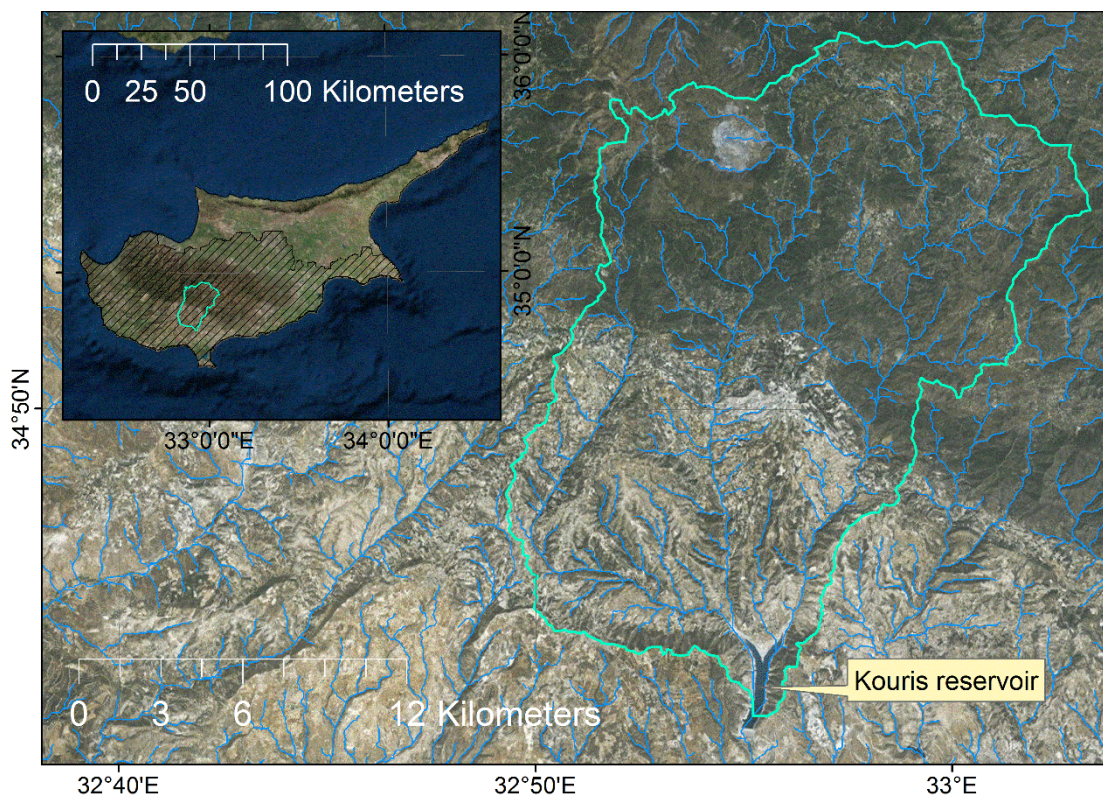 0 25 50 100 Kilometers
36°0'0"N
35°0'0"N
33°0'0"E 34°0'0"E
34°50'N
Kouris reservoir
0 3 6 12 Kilometers
32°40'E 32°50'E 33°E